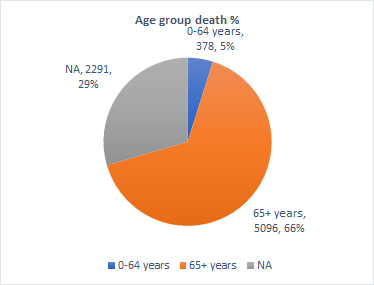 Age group death %
0-64 years,
378, 5%
NA, 2291,
29%
65+ years,
5096, 66%
0-64 years 65+ years NA